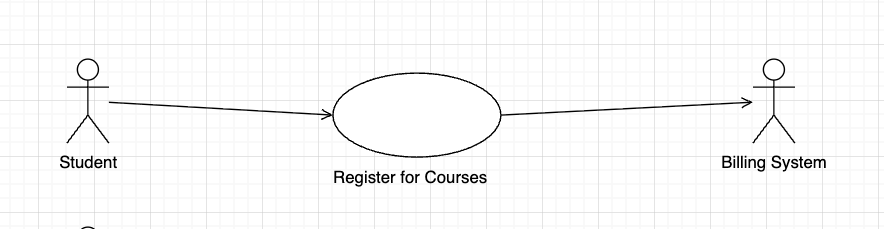 Student
Register for Courses
Billing System